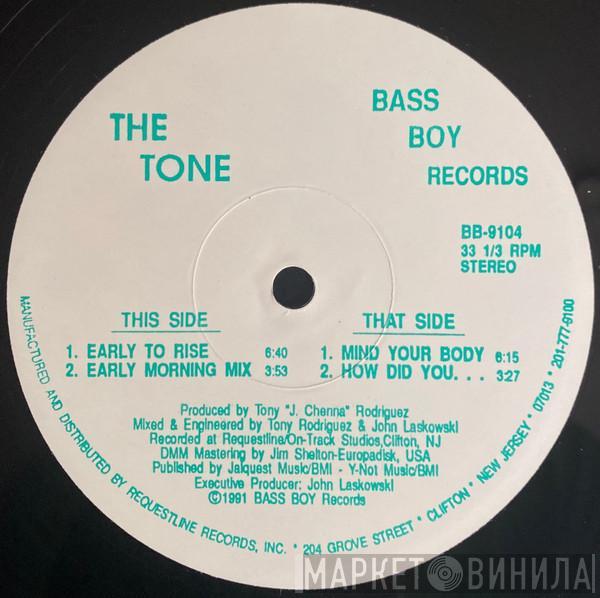 THE
TONE
BASS
BOY
RECORDS
BB-9104
33 1/3 RPM
STEREO
THIS SIDE
1. EARLY TO RISE 6:40
2. EARLY MORNING MIX 3:53
THAT SIDE
1. MIND YOUR BODY 6:15
2. HOW DID YOU. . . 3:27
Produced by Tony "J. Chenna" Rodriguez
Mixed & Engineered by Tony Rodriguez & John Laskowski
Recorded at Requestline/On-Track Studios,Clifton, NJ
DMM Mastering by Jim Shelton-Europadisk, USA
Published by Jalquest Music/BMI - Y-Not Music/BMI
Executive Producer: John Laskowski
©1991 BASS BOY Records
MANUFACTURED AND DISTRIBUTED BY REQUESTLINE RECORDS, INC. * 204 GROVE STREET * CLIFTON * NEW JERSEY * 07013 * 201-777-9100
МАРКЕТ ВИНИЛА